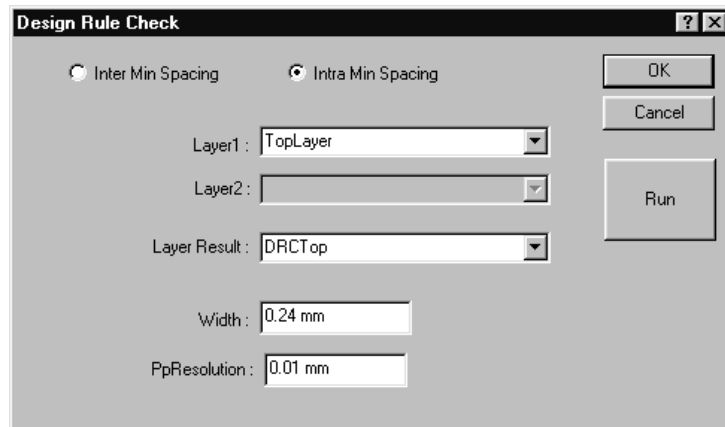 Design Rule Check
Inter Min Spacing
Intra Min Spacing
OK
Cancel
Layer1 : TopLayer
Layer2 :
Run
Layer Result : DRCTop
Width : 0.24 mm
PpResolution : 0.01 mm